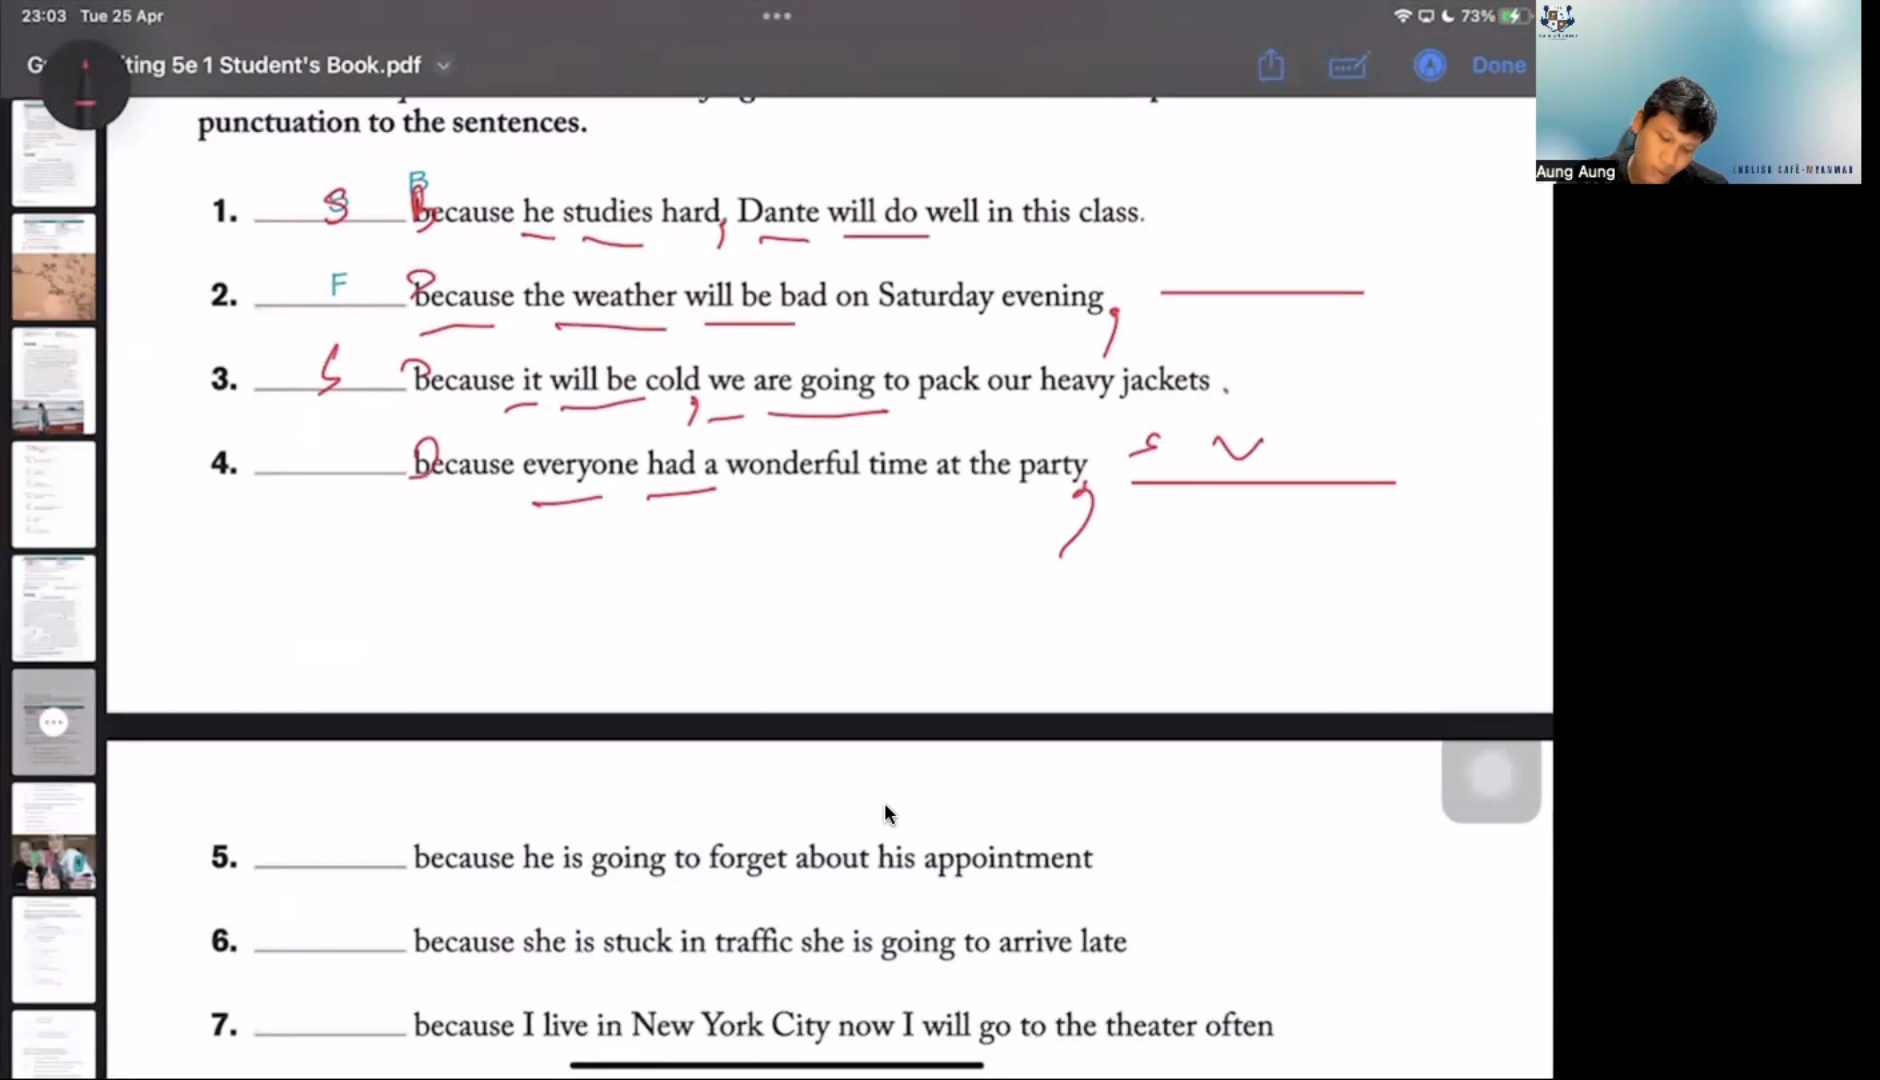 23:03 Tue 25 Apr
73%
ting 5e 1 Student's Book.pdf
Done
Aung Aung
ENGLISH CAFÉ-MYANMAR
punctuation to the sentences.
B
1. S Because he studies hard, Dante will do well in this class.
2. F Because the weather will be bad on Saturday evening,
3. S Because it will be cold, we are going to pack our heavy jackets.
4. Because everyone had a wonderful time at the party, S V
5. because he is going to forget about his appointment
6. because she is stuck in traffic she is going to arrive late
7. because I live in New York City now I will go to the theater often